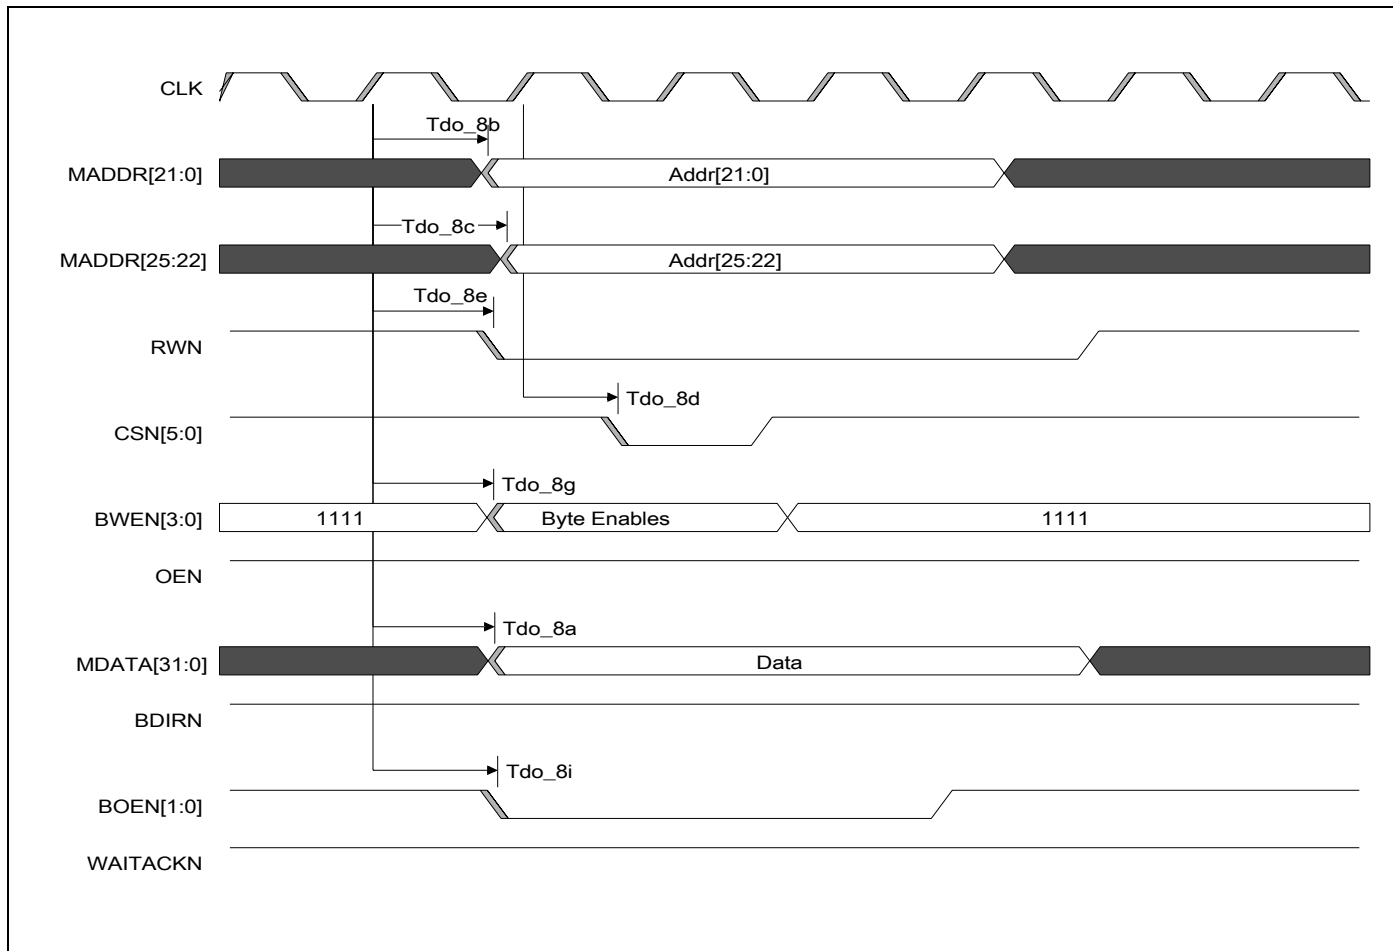 CLK
Tdo_8b
MADDR[21:0]
Addr[21:0]
Tdo_8c
MADDR[25:22]
Addr[25:22]
Tdo_8e
RWN
Tdo_8d
CSN[5:0]
Tdo_8g
BWEN[3:0]
1111
Byte Enables
1111
OEN
Tdo_8a
MDATA[31:0]
Data
BDIRN
Tdo_8i
BOEN[1:0]
WAITACKN